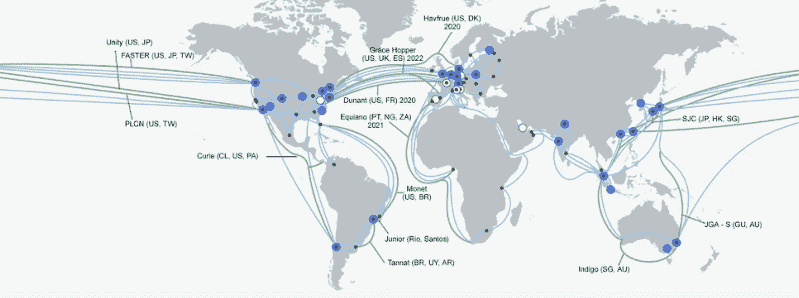 Havfrue (US, DK)
2020
Unity (US, JP)
FASTER (US, JP, TW)
Grace Hopper
(US, UK, ES) 2022
Dunant (US, FR) 2020
Equiano (PT, NG, ZA)
2021
PLCN (US, TW)
SJC (JP, HK, SG)
Curie (CL, US, PA)
Monet
(US, BR)
JGA - S (GU, AU)
Junior (Rio, Santos)
Tannat (BR, UY, AR)
Indigo (SG, AU)